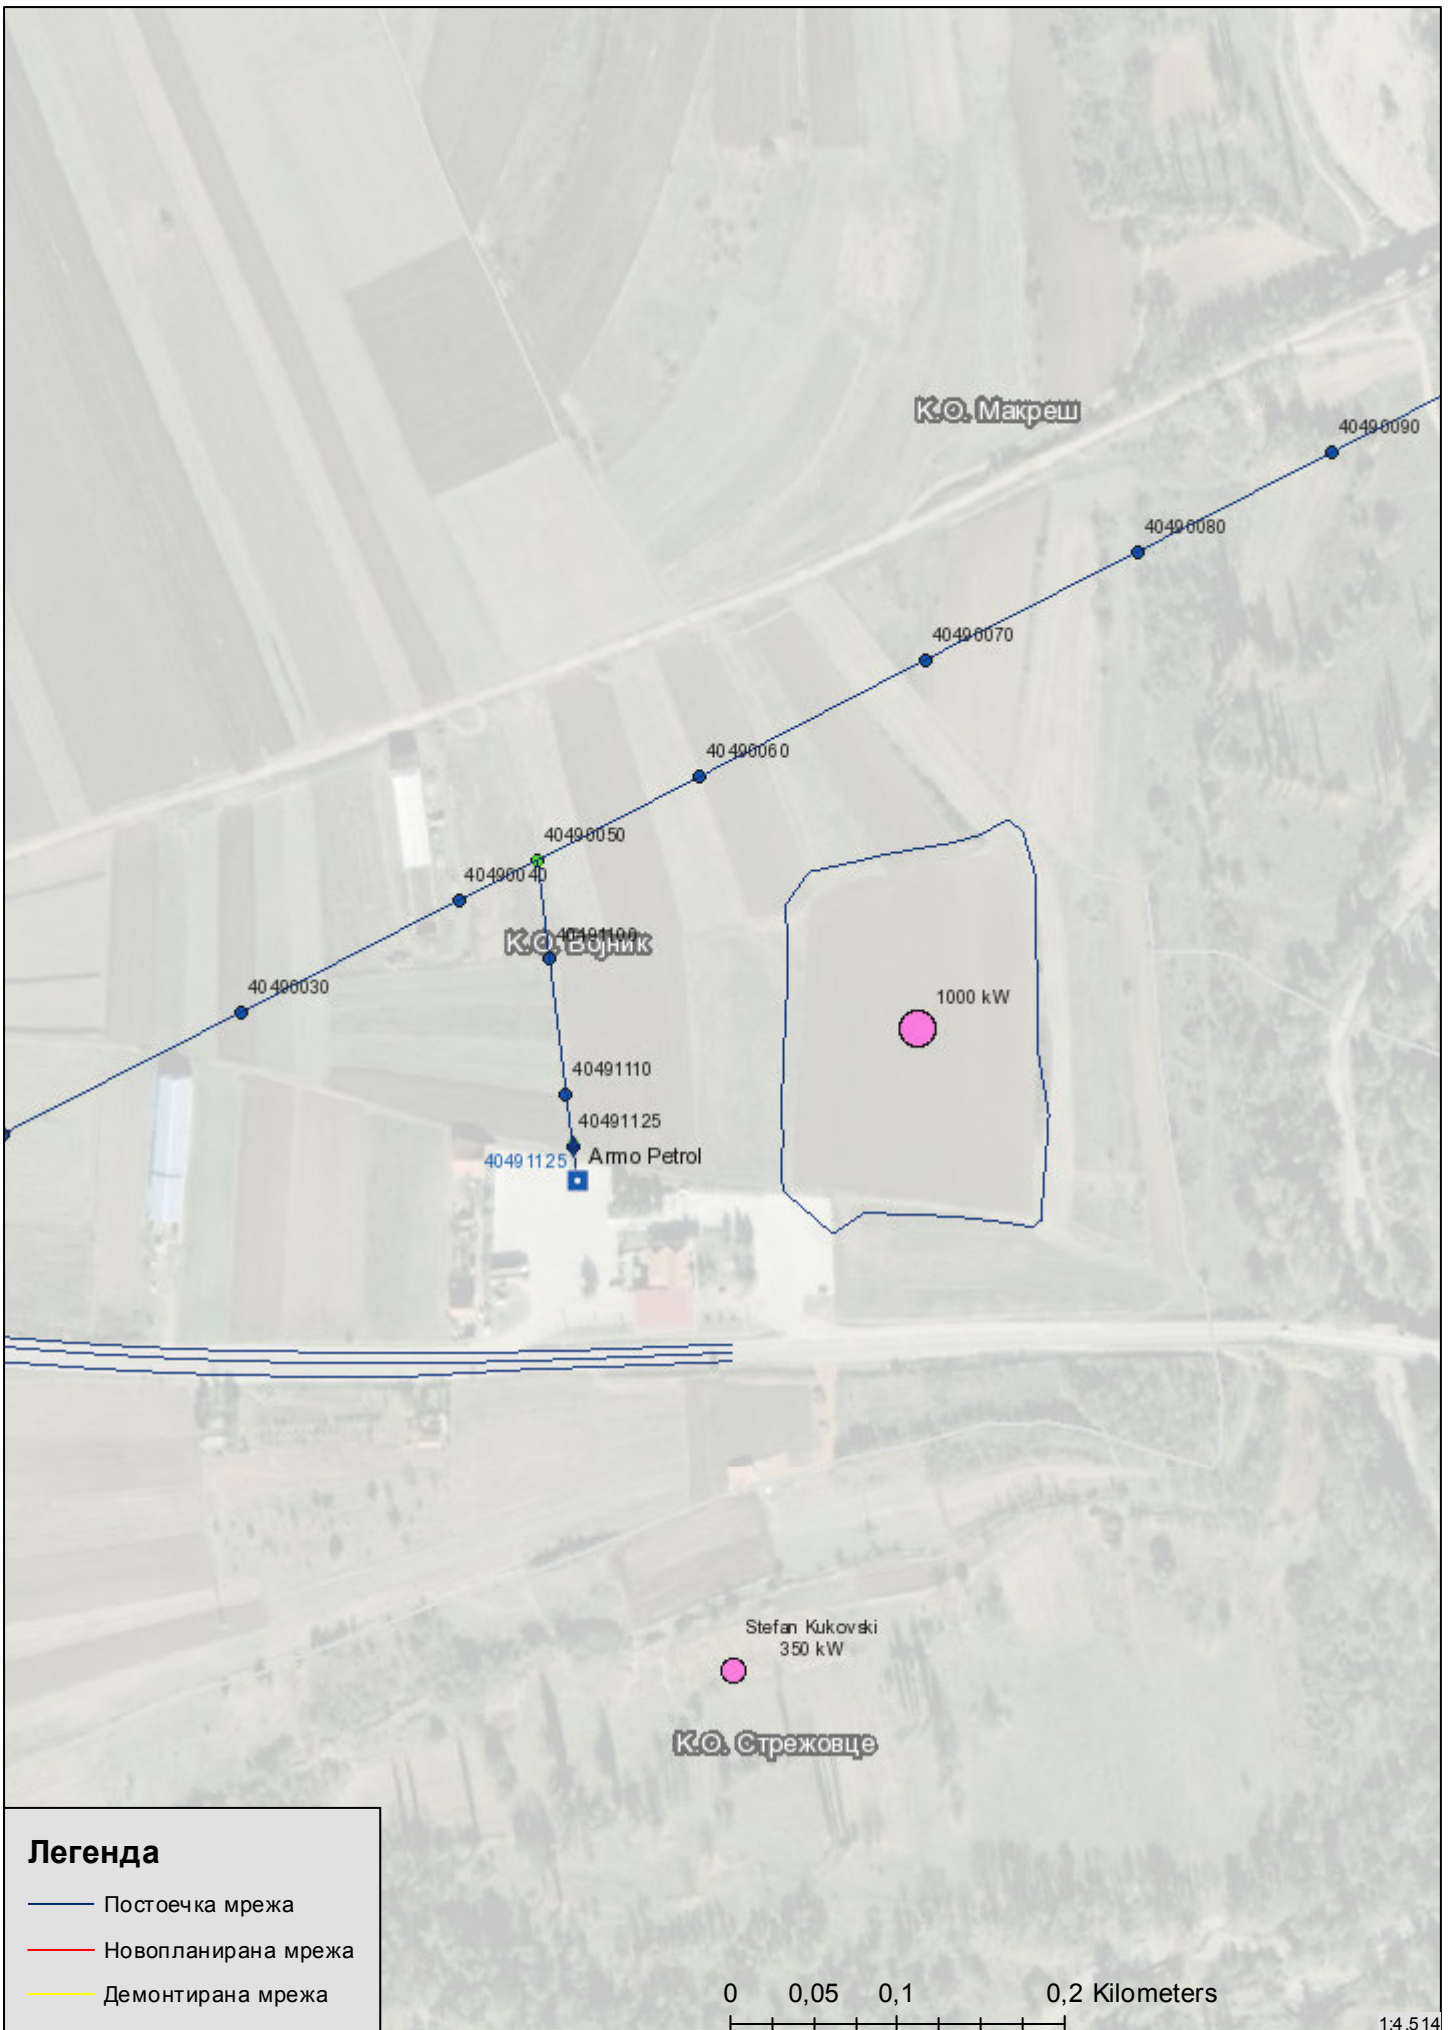 К.О. Макреш
40490090
40490080
40490070
40490060
40490050
40490040
40491100
К.О. Војник
40490030
1000 kW
40491110
40491125
40491125
Armo Petrol
Stefan Kukovski
350 kW
К.О. Стрежовце
Легенда
Постоечка мрежа
Новопланирана мрежа
Демонтирана мрежа
0 0,05 0,1 0,2 Kilometers
1:4.514